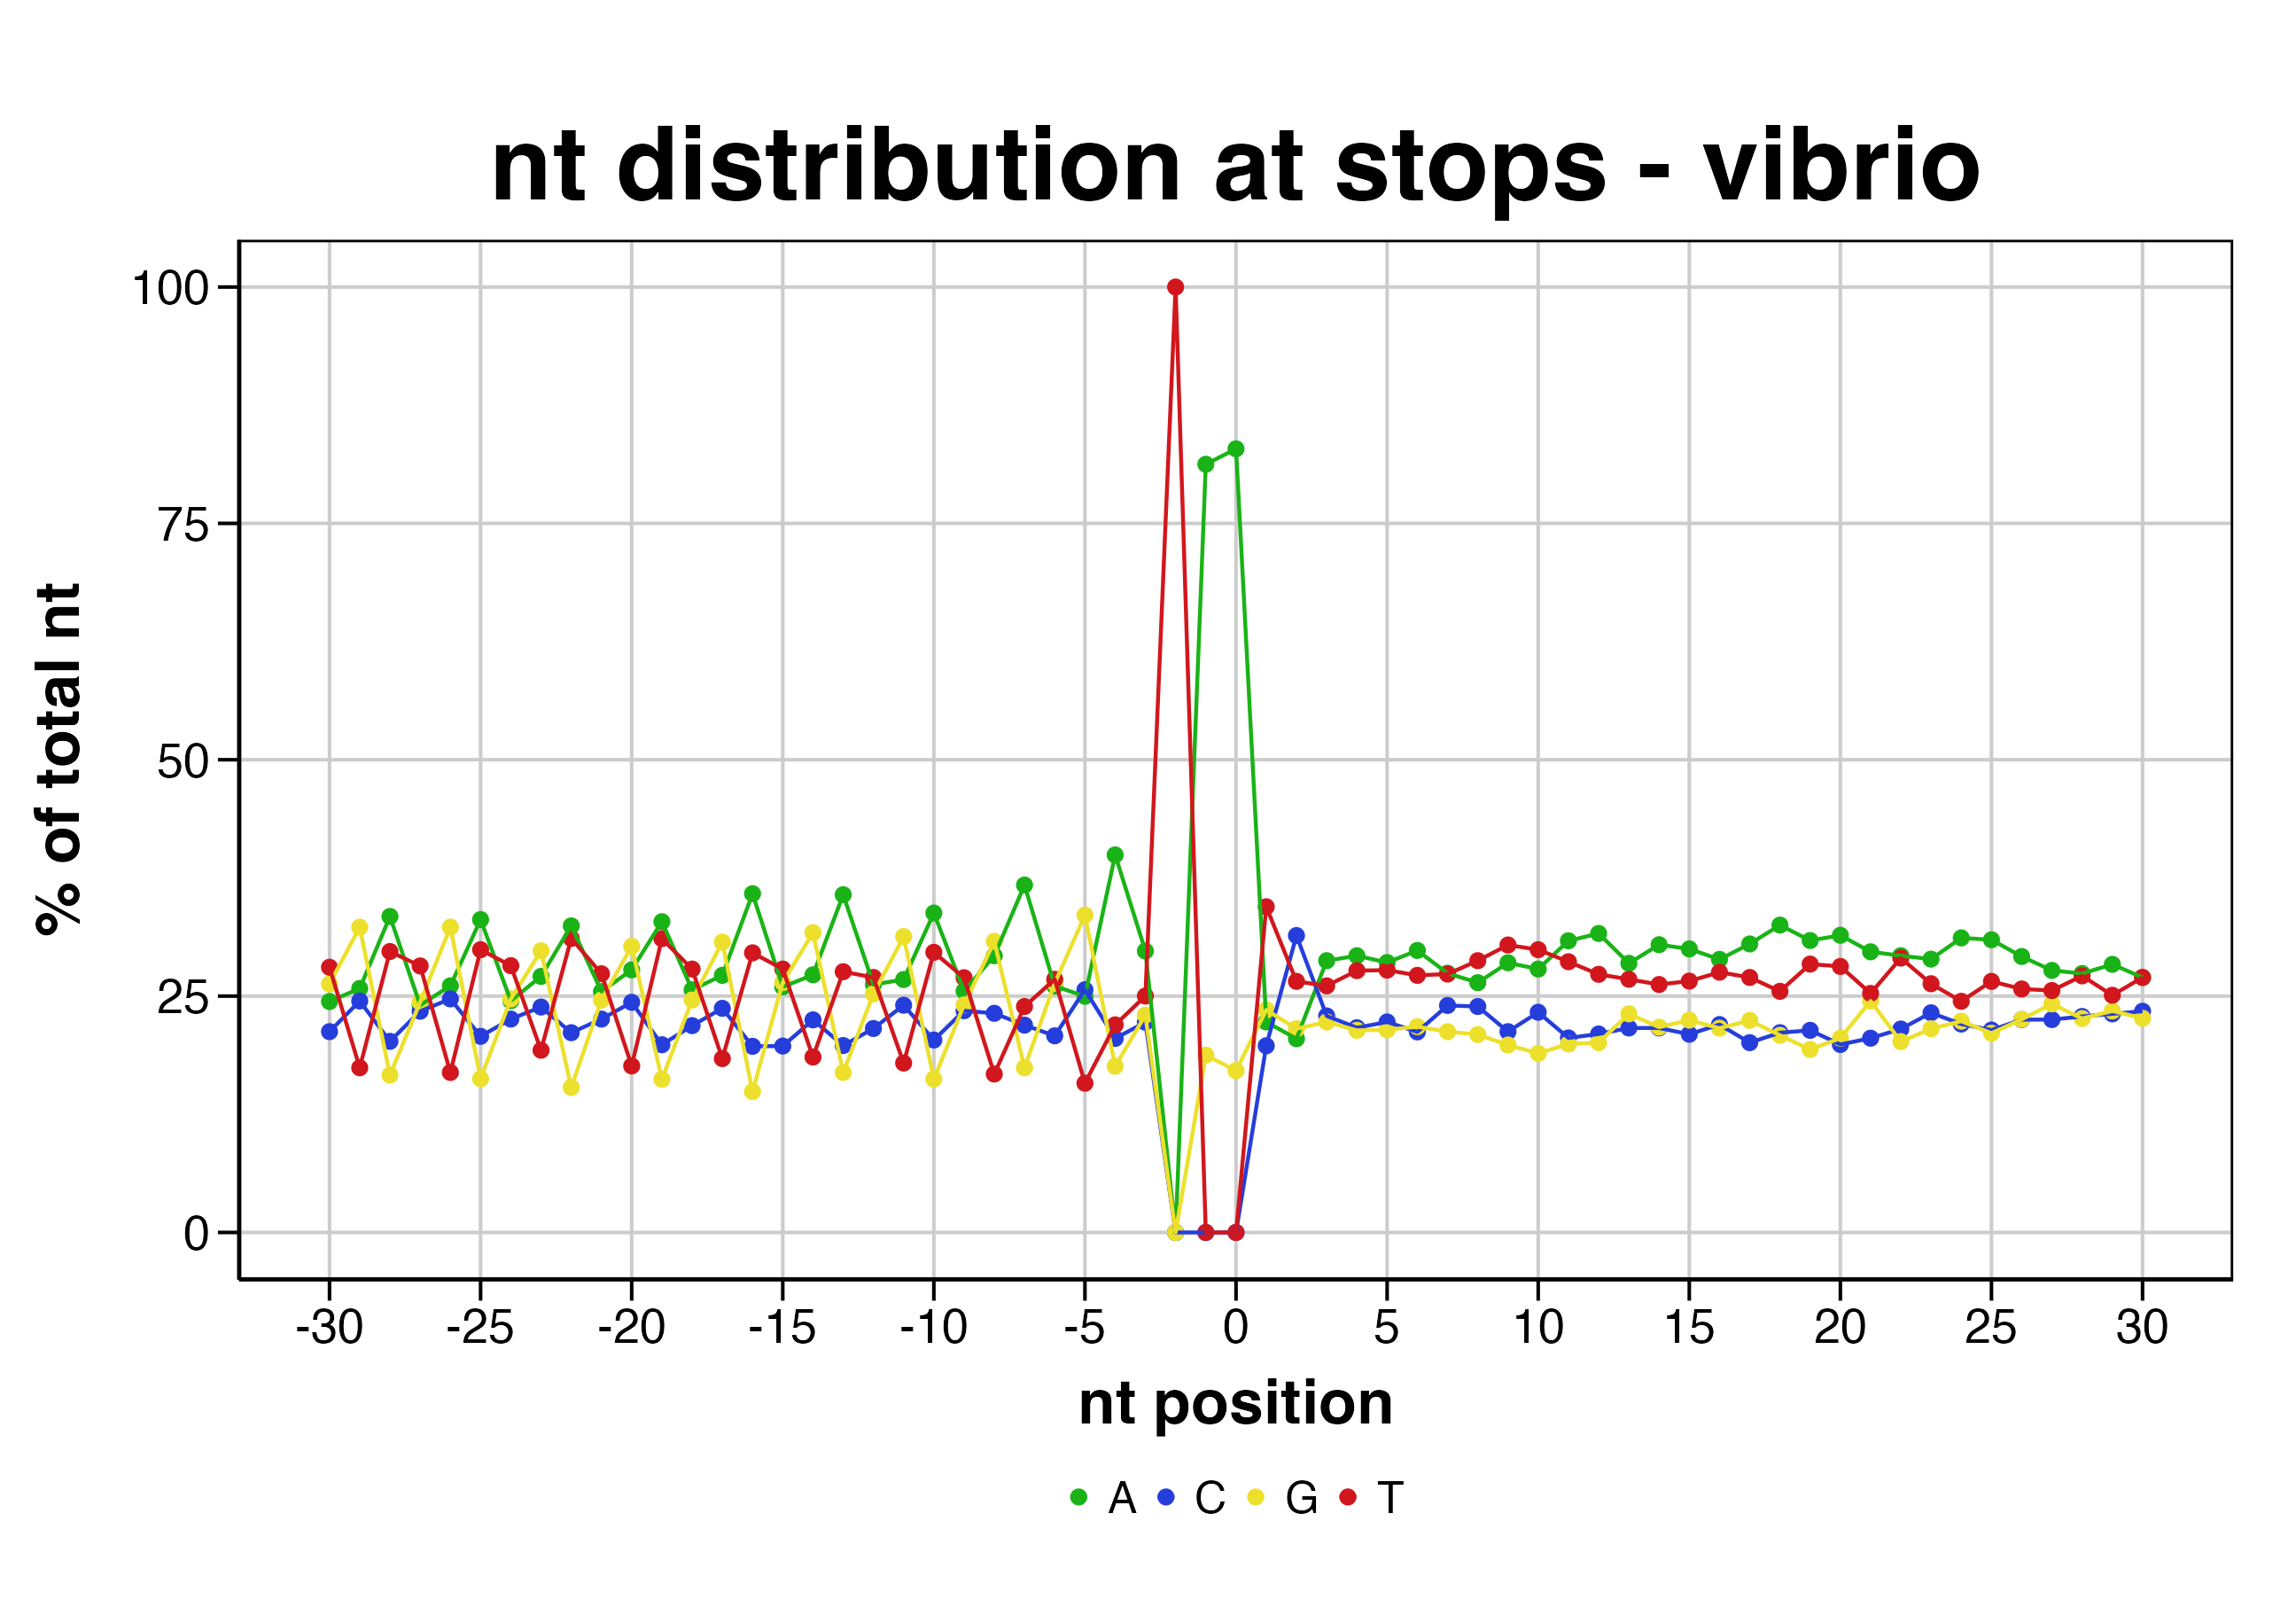 nt distribution at stops - vibrio
% of total nt
100
75
50
25
0
-30 -25 -20 -15 -10 -5 0 5 10 15 20 25 30
nt position
A C G T